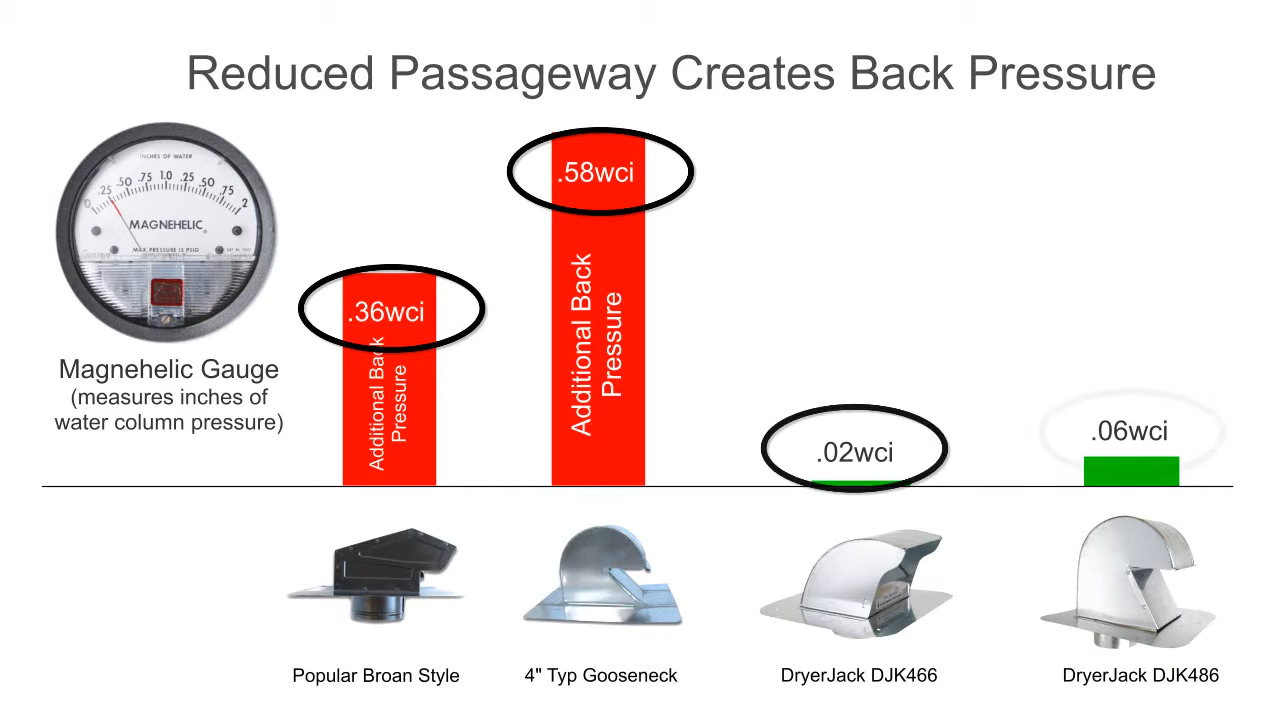 Reduced Passageway Creates Back Pressure
INCHES OF WATER
0 .25 .50 .75 1.0 .25 .50 .75 2
MAGNEHELIC
MAX. PRESSURE IS PSIG
Magnehelic Gauge
(measures inches of
water column pressure)
.36wci
Additional Back
Pressure
.58wci
Additional Back
Pressure
.02wci
.06wci
Popular Broan Style
4" Typ Gooseneck
DryerJack DJK466
DryerJack DJK486